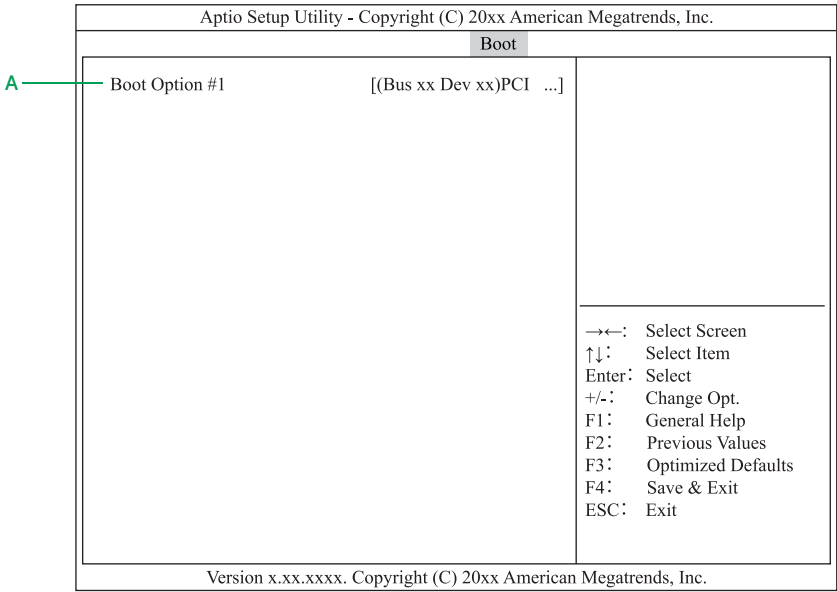 Aptio Setup Utility - Copyright (C) 20xx American Megatrends, Inc.
Boot
A
Boot Option #1 [(Bus xx Dev xx)PCI ...]
→←: Select Screen
↑↓: Select Item
Enter: Select
+/-: Change Opt.
F1: General Help
F2: Previous Values
F3: Optimized Defaults
F4: Save & Exit
ESC: Exit
Version x.xx.xxxx. Copyright (C) 20xx American Megatrends, Inc.